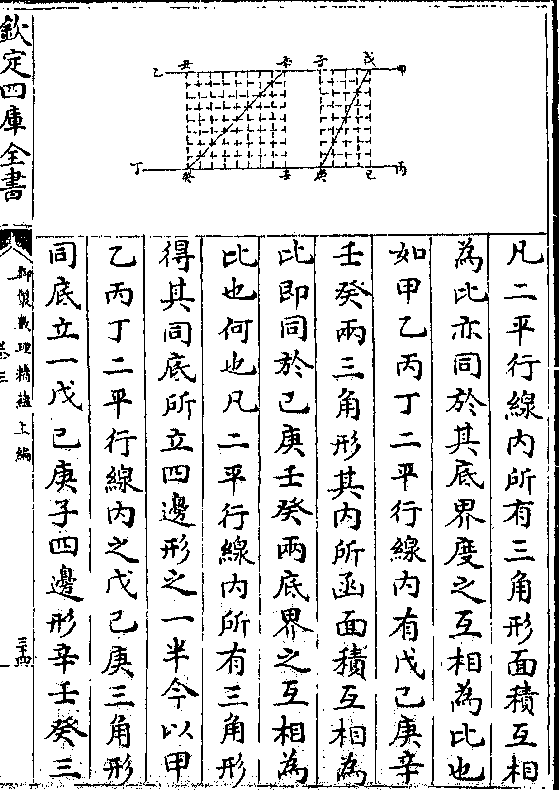 凡二平行線内所有三角形面積互相
為比亦同於其底界度之互相為比也
如甲乙丙丁二平行線内有戊己庚辛
壬癸兩三角形其内所函面積互相為
比即同於己庚壬癸兩底界之互相為
比也何也凡二平行線内所有三角形
得其同底所立四邊形之一半今以甲
乙丙丁二平行線内之戊己庚三角形
同底立一戊己庚子四邊形辛壬癸三
欽定四庫全書
御製數理精藴上編
卷三
三十四
甲 戊 子 辛 丑 乙
丙 己 庚 壬 癸 丁